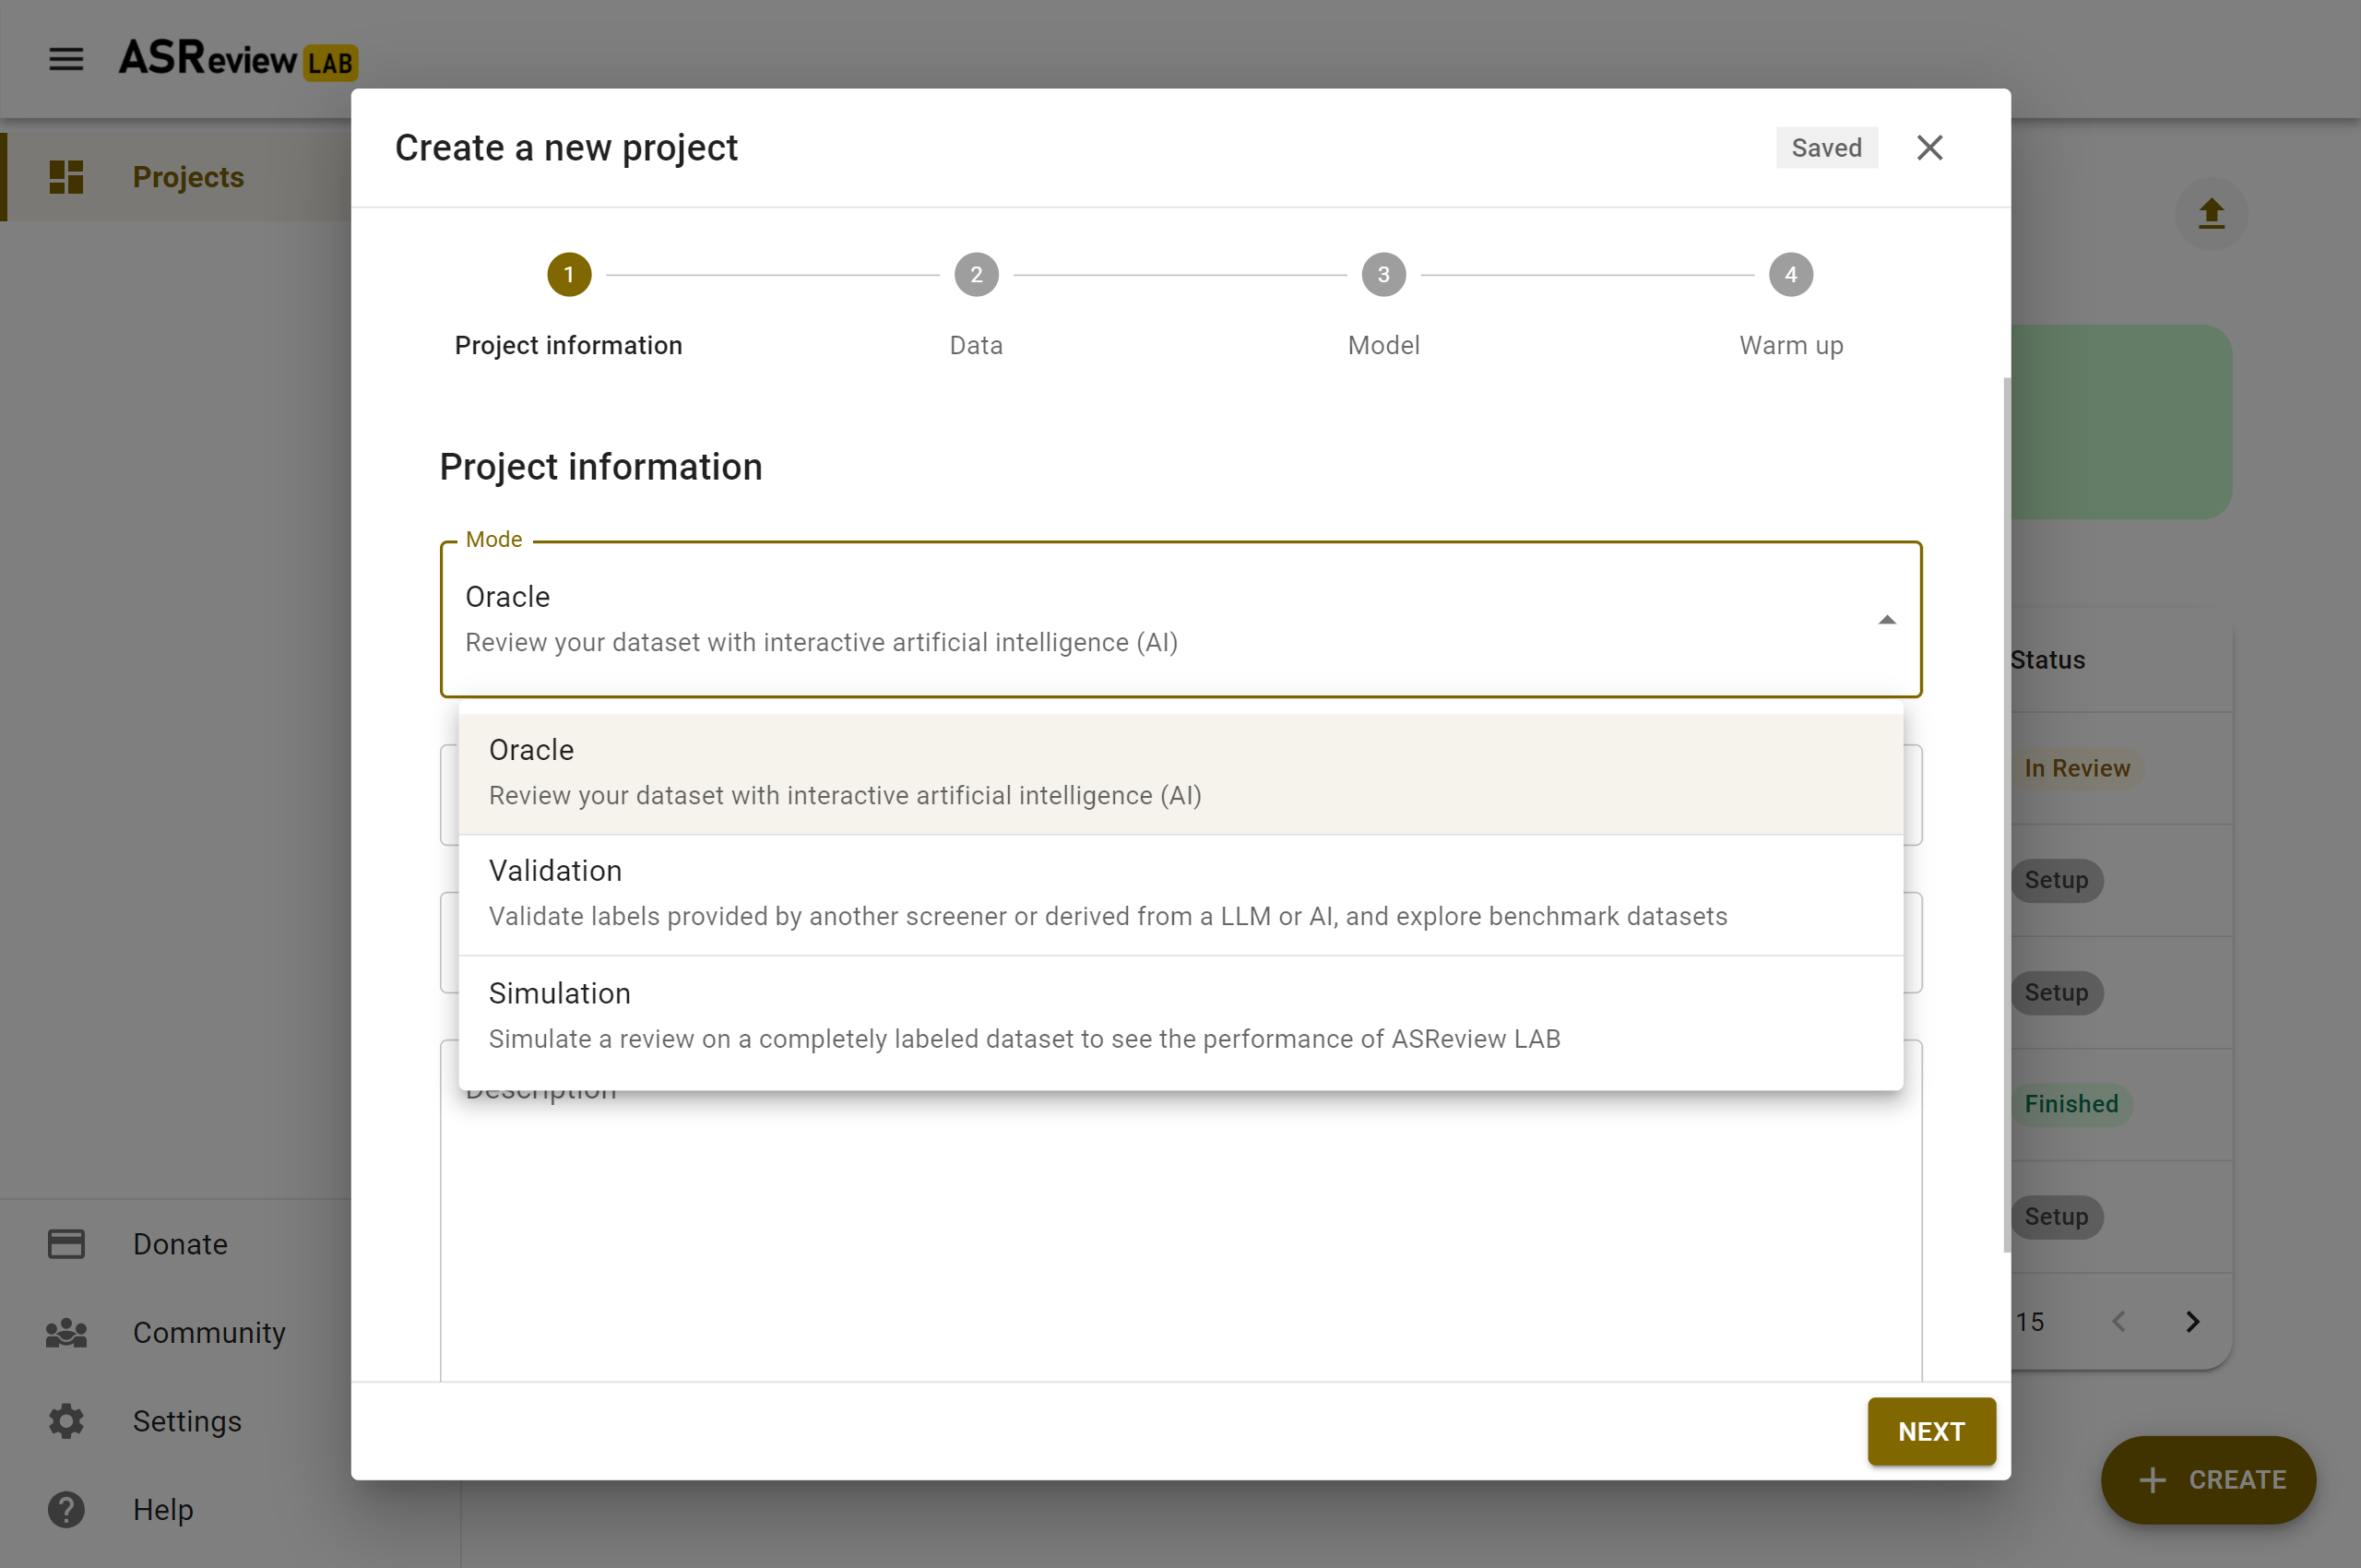 ASReview LAB
Projects
Create a new project
Saved
1
2
3
4
Project information
Data
Model
Warm up
Project information
Mode
Oracle
Review your dataset with interactive artificial intelligence (AI)
Oracle
Review your dataset with interactive artificial intelligence (AI)
Validation
Validate labels provided by another screener or derived from a LLM or AI, and explore benchmark datasets
Simulation
Simulate a review on a completely labeled dataset to see the performance of ASReview LAB
Description
NEXT
Status
In Review
Setup
Setup
Finished
Setup
15
CREATE
Donate
Community
Settings
Help